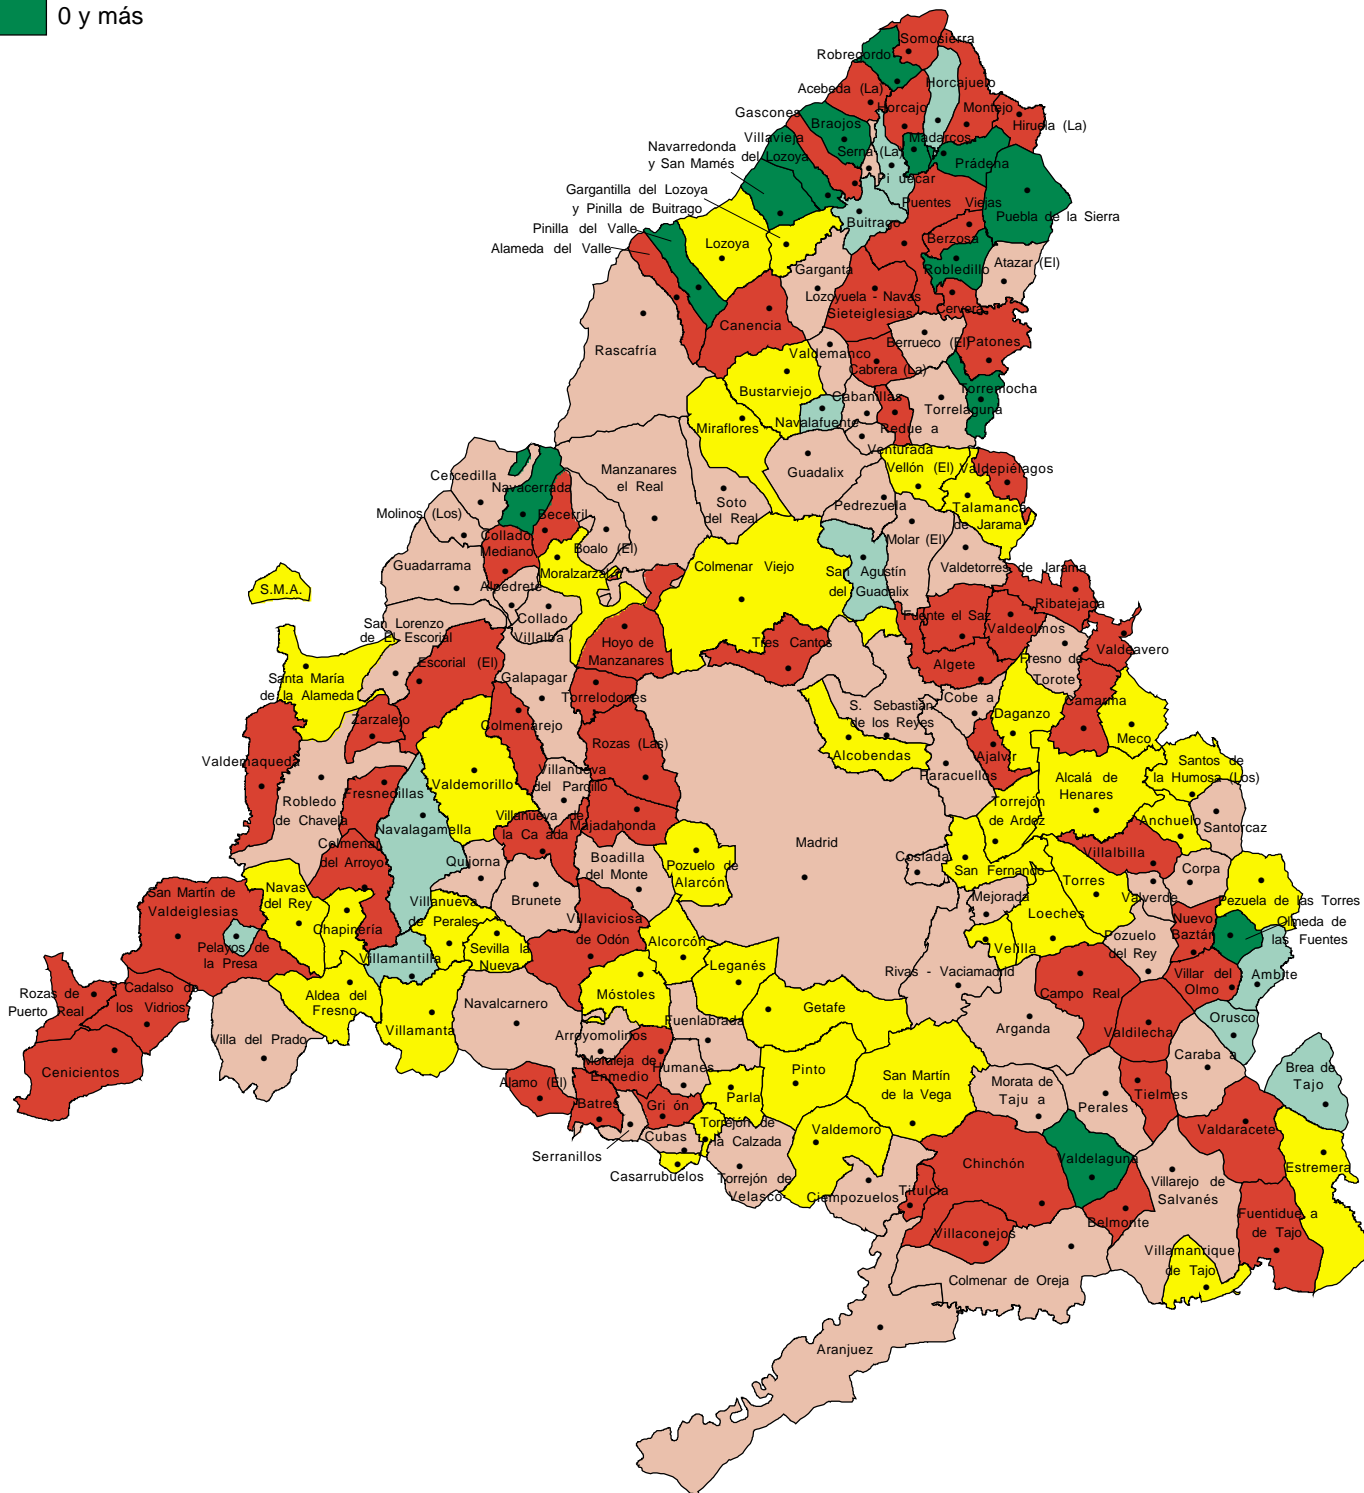 0 y más
Somosierra
Robregordo
Horcajuelo
Acebeda (La)
Horcajo
Montejo
Gascones
Braojos
Hiruela (La)
Villavieja
del Lozoya
Madarcos
Navarredonda
y San Mamés
Serna (La)
Prádena
Pi uécar
Gargantilla del Lozoya
y Pinilla de Buitrago
Puentes Viejas
Puebla de la Sierra
Buitrago
Pinilla del Valle
Alameda del Valle
Lozoya
Berzosa
Robledillo
Atazar (El)
Garganta
Lozoyuela - Navas
Sieteiglesias
Cervera
Canencia
Berrueco (El)
Patones
Rascafría
Valdemanco
Cabrera (La)
Bustarviejo
Torremocha
Cabanillas
Torrelaguna
Navalafuente
Redue a
Miraflores
Venturada
Cercedilla
Manzanares
el Real
Guadalix
Vellón (El)
Valdepiélagos
Navacerrada
Soto
del Real
Pedrezuela
Talamanca
de Jarama
Molinos (Los)
Becerril
Collado
Mediano
Boalo (El)
Molar (El)
Guadarrama
Moralzarzal
Colmenar Viejo
San Agustín
del Guadalix
Valdetorres de Jarama
S.M.A.
Alpedrete
Ribatejada
San Lorenzo
de El Escorial
Collado
Villalba
Fuente el Saz
Valdeolmos
Hoyo de
Manzanares
Tres Cantos
Valdeavero
Escorial (El)
Algete
Fresno de
Torote
Santa María
de la Alameda
Galapagar
Torrelodones
S. Sebastián
de los Reyes
Cobe a
Camarma
Zarzalejo
Colmenarejo
Daganzo
Meco
Rozas (Las)
Alcobendas
Ajalvir
Valdemaqueda
Villanueva
del Pardillo
Paracuellos
Alcalá de
Henares
Santos de
la Humosa (Los)
Robledo
de Chavela
Fresnedillas
Valdemorillo
Torrejón
de Ardoz
Villanueva de
la Ca ada
Majadahonda
Anchuelo
Santorcaz
Navalagamella
Madrid
Colmenar
del Arroyo
Boadilla
del Monte
Pozuelo de
Alarcón
Coslada
Villalbilla
Quijorna
San Fernando
Corpa
Torres
San Martín de
Valdeiglesias
Navas
del Rey
Brunete
Mejorada
Valverde
Pezuela de las Torres
Villanueva
de Perales
Loeches
Villaviciosa
de Odón
Nuevo
Baztán
Olmeda de
las Fuentes
Chapinería
Alcorcón
Velilla
Pozuelo
del Rey
Pelayos de
la Presa
Sevilla la
Nueva
Leganés
Villamantilla
Rivas - Vaciamadrid
Villar del
Olmo
Ambite
Rozas de
Puerto Real
Cadalso de
los Vidrios
Aldea del
Fresno
Navalcarnero
Móstoles
Getafe
Campo Real
Orusco
Villamanta
Fuenlabrada
Arganda
Valdilecha
Villa del Prado
Arroyomolinos
Caraba a
Cenicientos
Moraleja de
Enmedio
Humanes
Pinto
San Martín
de la Vega
Morata de
Taju a
Tielmes
Brea de
Tajo
Alamo (El)
Batres
Gri ón
Parla
Perales
Torrejón de
la Calzada
Valdemoro
Valdaracete
Cubas
Serranillos
Chinchón
Valdelaguna
Casarrubuelos
Torrejón de
Velasco
Ciempozuelos
Titulcia
Villarejo de
Salvanés
Estremera
Belmonte
Fuentidue a
de Tajo
Villaconejos
Villamanrique
de Tajo
Colmenar de Oreja
Aranjuez